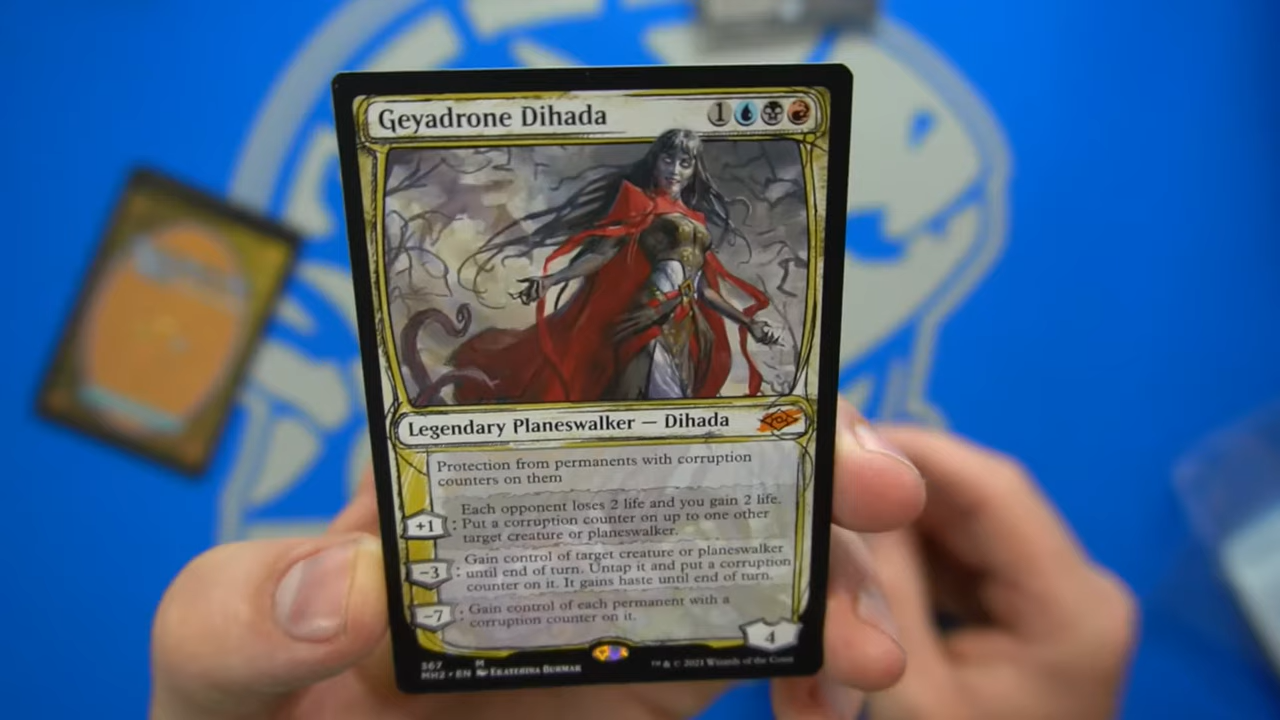 Geyadrone Dihada 1
Legendary Planeswalker — Dihada
Protection from permanents with corruption
counters on them
Each opponent loses 2 life and you gain 2 life.
+1 : Put a corruption counter on up to one other
target creature or planeswalker.
Gain control of target creature or planeswalker
−3 : until end of turn. Untap it and put a corruption
counter on it. It gains haste until end of turn.
−7 : Gain control of each permanent with a
corruption counter on it.
4
367 M
MH2 • EN EKATERINA BURMAK ™ & © 2021 Wizards of the Coast